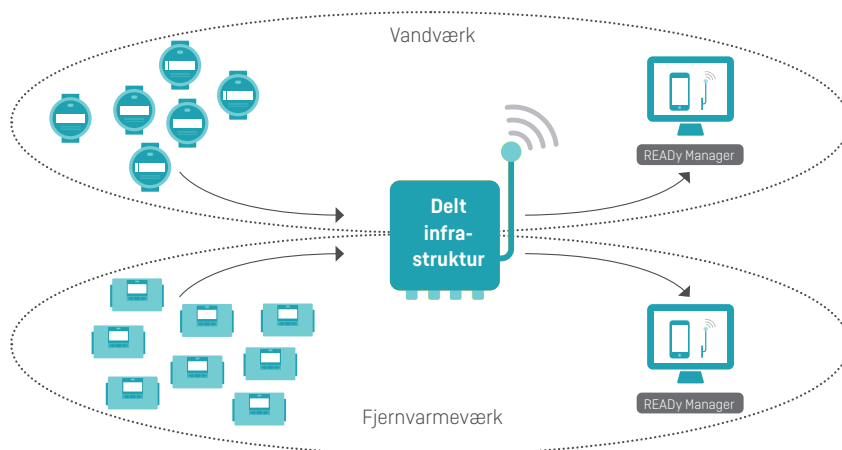 Vandværk
READy Manager
Delt
infra-
struktur
READy Manager
Fjernvarmeværk